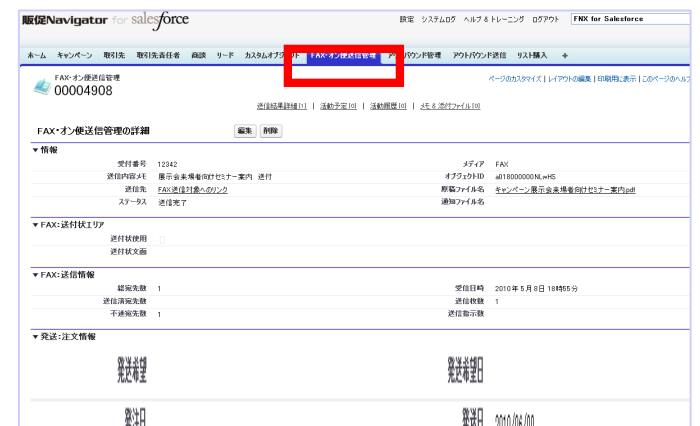 販促Navigator for salesforce
設定 システムログ ヘルプ & トレーニング ログアウト FNX for Salesforce
ホーム キャンペーン 取引先 取引先責任者 商談 リード カスタムオブジェクト FAX・オン便送信管理 アウトバウンド管理 アウトバウンド送信 リスト購入 +
FAX・オン便送信管理
00004908
ページのカスタマイズ | レイアウトの編集 | 印刷用に表示 | このページのヘル
送信結果詳細[1] | 活動予定[0] | 活動履歴[0] | メモ & 添付ファイル[0]
FAX・オン便送信管理の詳細 編集 削除
▼情報
受付番号 12342 メディア FAX
送信内容メモ 展示会来場者向けセミナー案内 送付 オブジェクトID a018000000NLwHS
送信先 FAX送信対象へのリンク 原稿ファイル名 キャンペーン展示会来場者向けセミナー案内.pdf
ステータス 送信完了 通知ファイル名
▼FAX:送付状エリア
送付状使用
送付状文面
▼FAX:送信情報
総宛先数 1 受信日時 2010年5月8日 18時55分
送信済宛先数 送信枚数 1
不達宛先数 1 送信指示数
▼発送:注文情報
発送希望 発送希望日
発注日 発送日